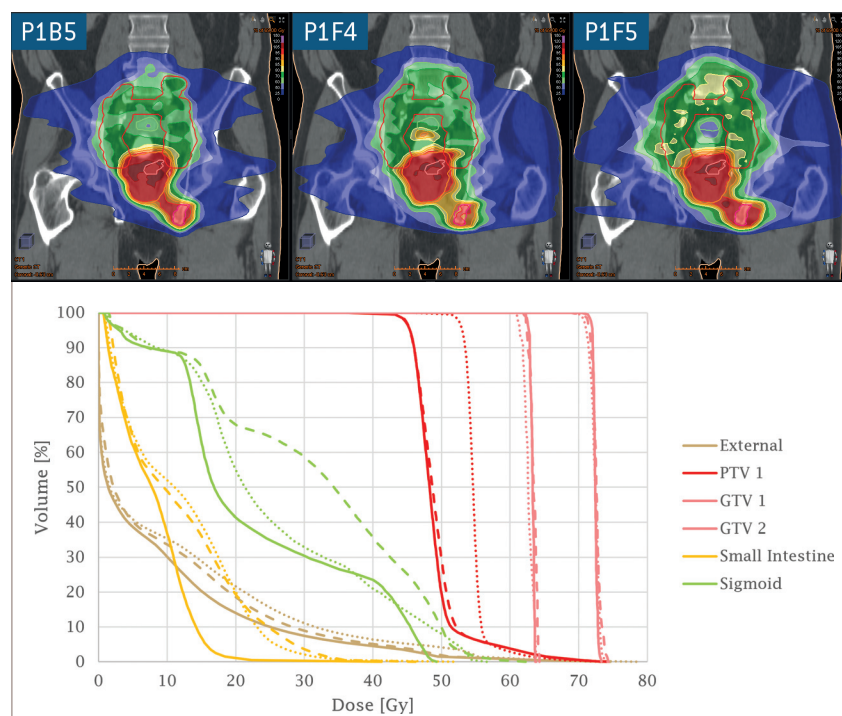 P1B5
P1F4
P1F5
100
90
80
70
60
50
40
30
20
10
0
Volume [%]
0 10 20 30 40 50 60 70 80
Dose [Gy]
External
PTV 1
GTV 1
GTV 2
Small Intestine
Sigmoid